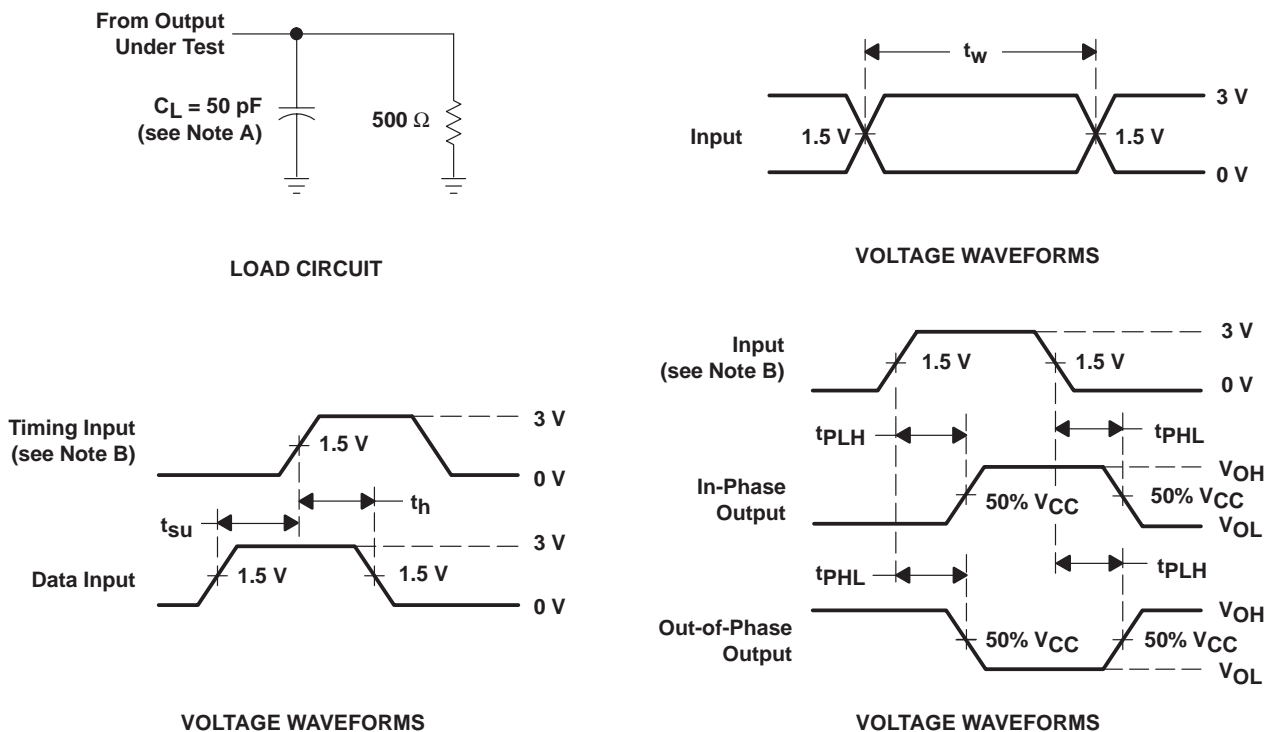 From Output
Under Test
CL = 50 pF
(see Note A)
500 Ω
LOAD CIRCUIT
tw
Input
1.5 V
1.5 V
3 V
0 V
VOLTAGE WAVEFORMS
Timing Input
(see Note B)
1.5 V
3 V
0 V
th
tsu
Data Input
1.5 V
1.5 V
3 V
0 V
VOLTAGE WAVEFORMS
Input
(see Note B)
1.5 V
1.5 V
3 V
0 V
tPLH
tPHL
In-Phase
Output
50% VCC
50% VCC
VOH
VOL
tPHL
tPLH
Out-of-Phase
Output
50% VCC
50% VCC
VOH
VOL
VOLTAGE WAVEFORMS